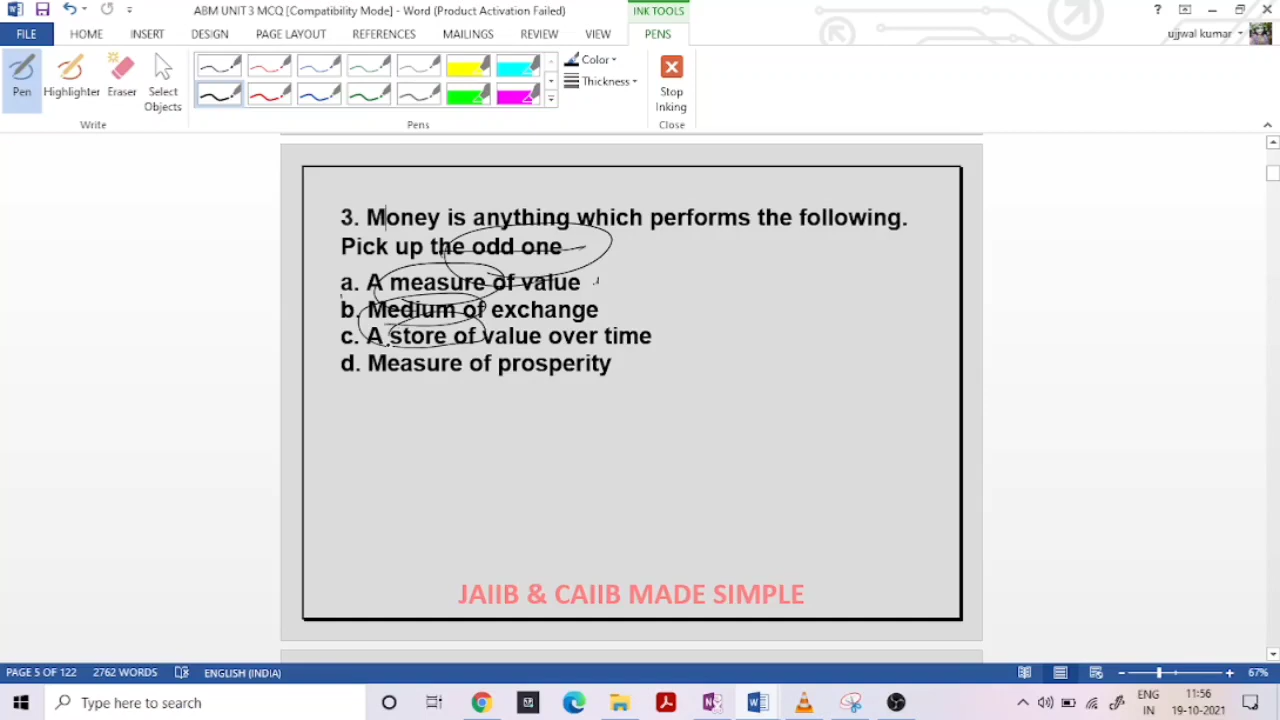 ABM UNIT 3 MCQ [Compatibility Mode] - Word (Product Activation Failed)
INK TOOLS
?
FILE HOME INSERT DESIGN PAGE LAYOUT REFERENCES MAILINGS REVIEW VIEW PENS
ujjwal kumar
Pen Highlighter Eraser Select Objects
Color
Thickness
Stop Inking
Write Pens Close
3. Money is anything which performs the following.
Pick up the odd one
a. A measure of value
b. Medium of exchange
c. A store of value over time
d. Measure of prosperity
JAIIB & CAIIB MADE SIMPLE
PAGE 5 OF 122 2762 WORDS ENGLISH (INDIA) 67%
Type here to search
ENG 11:56
IN 19-10-2021